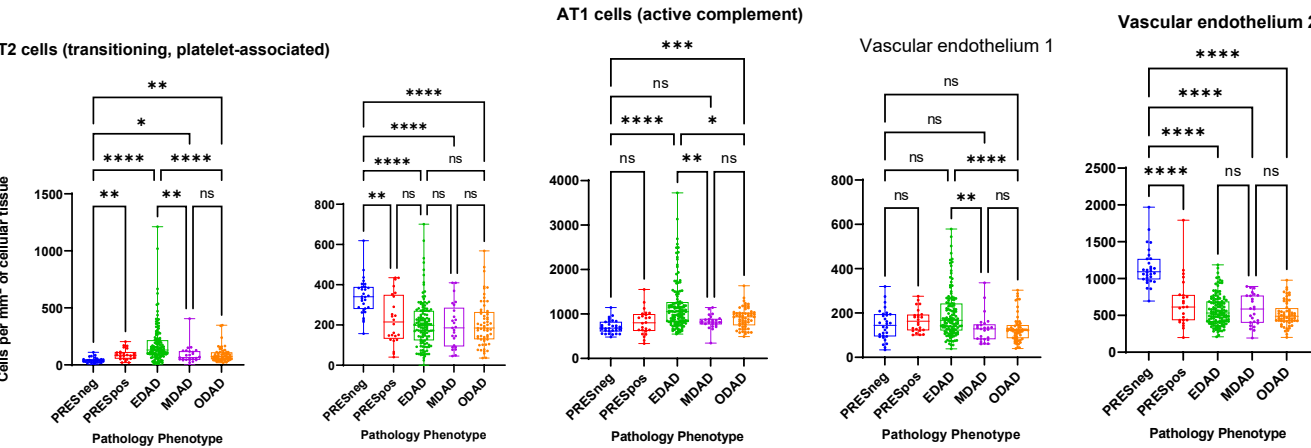 T2 cells (transitioning, platelet-associated)
Cells per mm² of cellular tissue
**
*
**** ****
** ** ns
1500
1000
500
0
PRESneg PRESpos EDAD MDAD ODAD
Pathology Phenotype
****
****
**** ns
** ns ns ns
800
600
400
200
0
PRESneg PRESpos EDAD MDAD ODAD
Pathology Phenotype
AT1 cells (active complement)
***
ns
**** *
ns ** ns
4000
3000
2000
1000
0
PRESneg PRESpos EDAD MDAD ODAD
Pathology Phenotype
Vascular endothelium 1
ns
ns
ns ****
ns ** ns
800
600
400
200
0
PRESneg PRESpos EDAD MDAD ODAD
Pathology Phenotype
Vascular endothelium 2
****
****
****
**** ns ns
2500
2000
1500
1000
500
0
PRESneg PRESpos EDAD MDAD ODAD
Pathology Phenotype